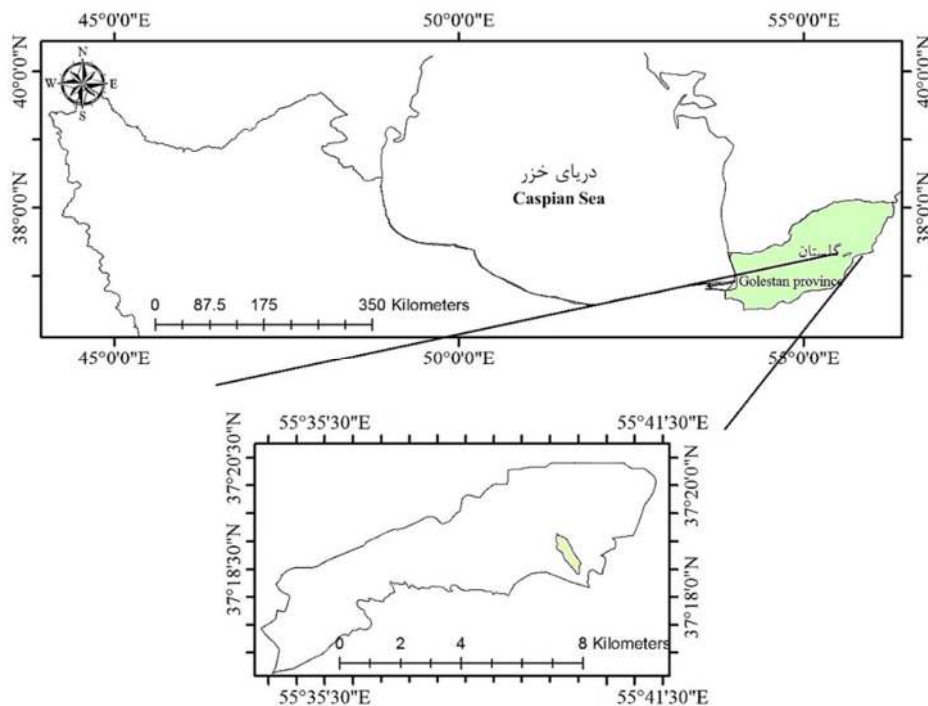 45°0'0"E 50°0'0"E 55°0'0"E
N
W E
S
40°0'0"N 40°0'0"N
38°0'0"N 38°0'0"N
دریای خزر
Caspian Sea
گلستان
Golestan province
0 87.5 175 350 Kilometers
45°0'0"E 50°0'0"E 55°0'0"E
55°35'30"E 55°41'30"E
37°20'30"N 37°20'0"N
37°18'30"N 37°18'0"N
0 2 4 8 Kilometers
55°35'30"E 55°41'30"E